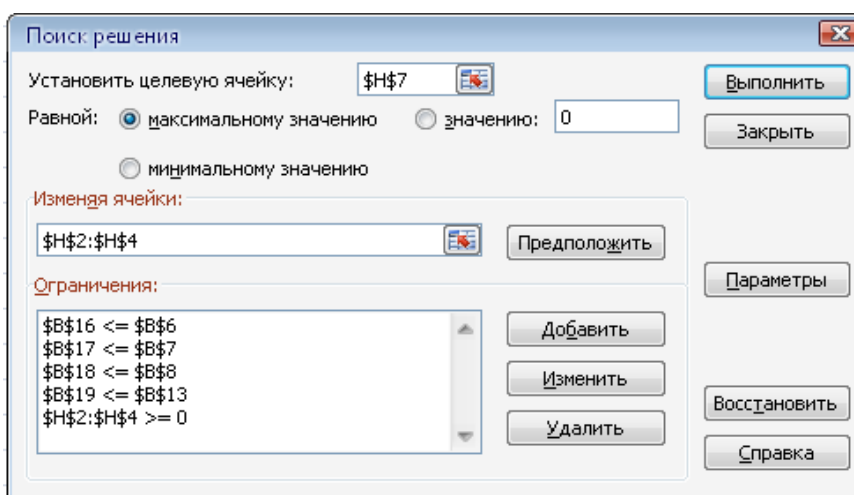 Поиск решения
Установить целевую ячейку: $H$7
Выполнить
Равной: максимальному значению значению: 0
Закрыть
минимальному значению
Изменяя ячейки:
$H$2:$H$4
Предположить
Параметры
Ограничения:
$B$16 <= $B$6
$B$17 <= $B$7
$B$18 <= $B$8
$B$19 <= $B$13
$H$2:$H$4 >= 0
Добавить
Изменить
Удалить
Восстановить
Справка